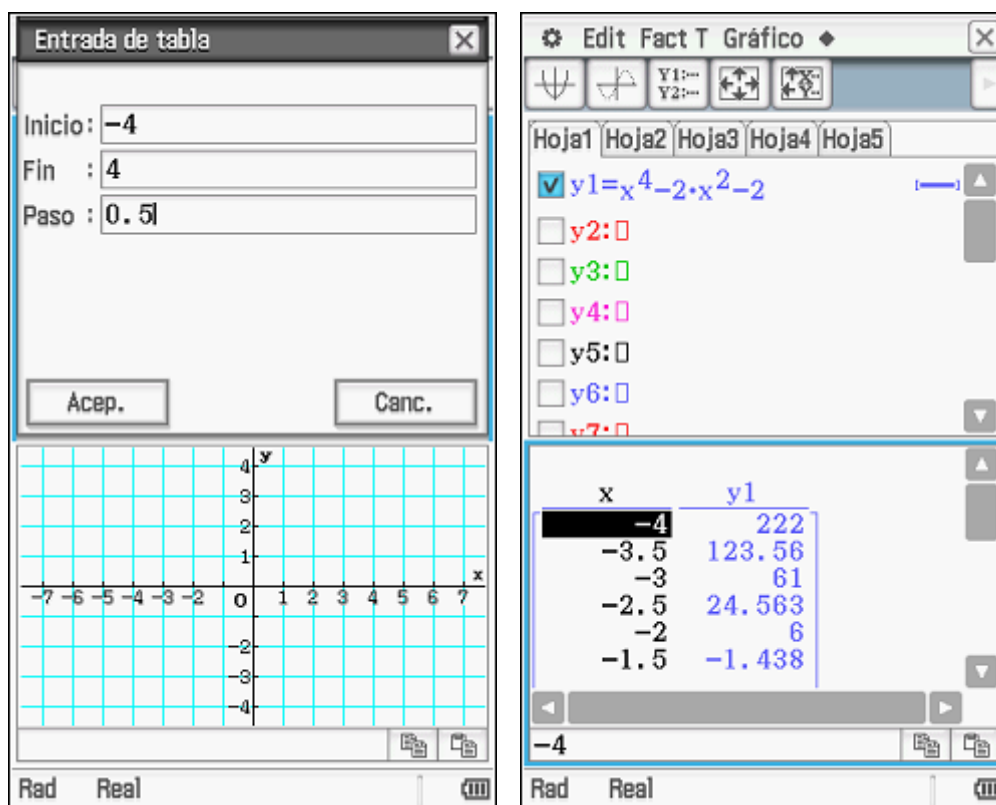 Entrada de tabla
Inicio: -4
Fin : 4
Paso : 0.5
Acep. Canc.
y
4
3
2
1
x
-7 -6 -5 -4 -3 -2 0 1 2 3 4 5 6 7
-2
-3
-4
Rad Real
Edit Fact T Gráfico
Y1:...
Y2:...
Hoja1 Hoja2 Hoja3 Hoja4 Hoja5
y1=x^4-2·x^2-2
y2:
y3:
y4:
y5:
y6:
y7:
x y1
-4 222
-3.5 123.56
-3 61
-2.5 24.563
-2 6
-1.5 -1.438
-4
Rad Real